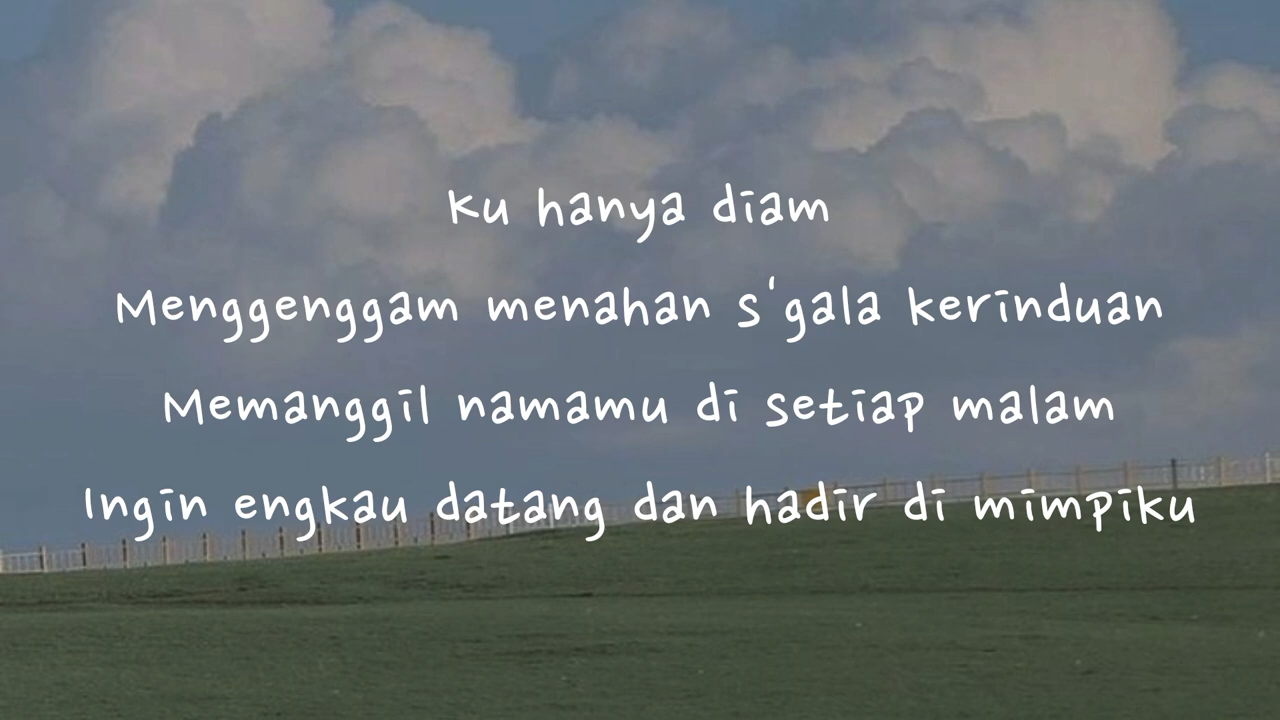 Ku hanya diam
Menggenggam menahan s'gala kerinduan
Memanggil namamu di setiap malam
Ingin engkau datang dan hadir di mimpiku